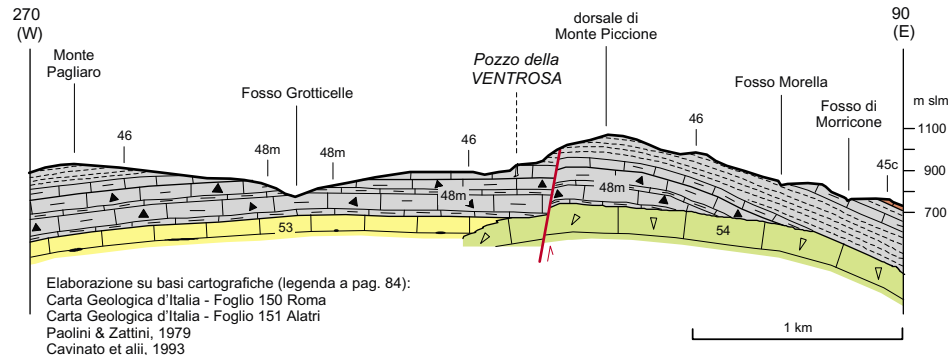 270
(W)
90
(E)
dorsale di
Monte Piccione
Monte
Pagliaro
Pozzo della
VENTROSA
Fosso Grotticelle
Fosso Morella
Fosso di
Morricone
m slm
1100
900
700
46
48m
48m
46
46
45c
48m
48m
53
54
Elaborazione su basi cartografiche (legenda a pag. 84):
Carta Geologica d'Italia - Foglio 150 Roma
Carta Geologica d'Italia - Foglio 151 Alatri
Paolini & Zattini, 1979
Cavinato et alii, 1993
1 km